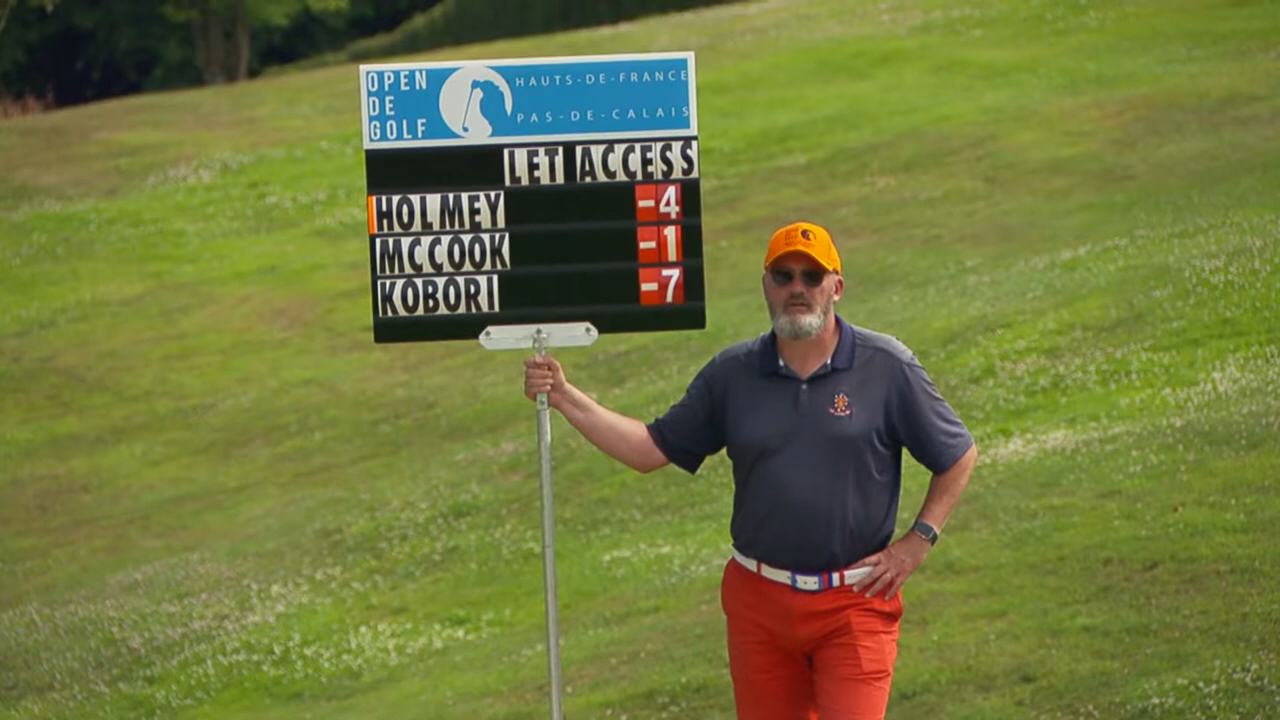 OPEN
DE
GOLF
HAUTS-DE-FRANCE
PAS-DE-CALAIS
LET ACCESS
HOLMEY -4
MCCOOK -1
KOBORI -7